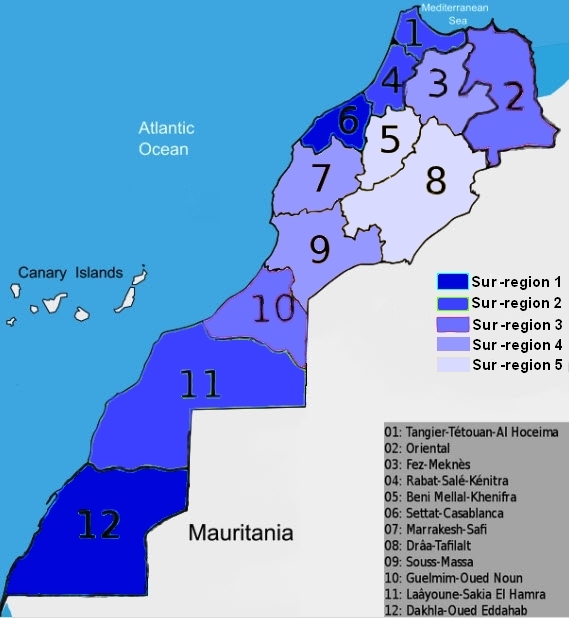 Mediterranean
Sea
1
4
3
2
6
5
Atlantic
Ocean
7
8
9
Canary Islands
10
Sur-region 1
Sur-region 2
Sur-region 3
Sur-region 4
Sur-region 5
11
12
Mauritania
01: Tangier-Tétouan-Al Hoceima
02: Oriental
03: Fez-Meknès
04: Rabat-Salé-Kénitra
05: Beni Mellal-Khenifra
06: Settat-Casablanca
07: Marrakesh-Safi
08: Drâa-Tafilalt
09: Souss-Massa
10: Guelmim-Oued Noun
11: Laâyoune-Sakia El Hamra
12: Dakhla-Oued Eddahab